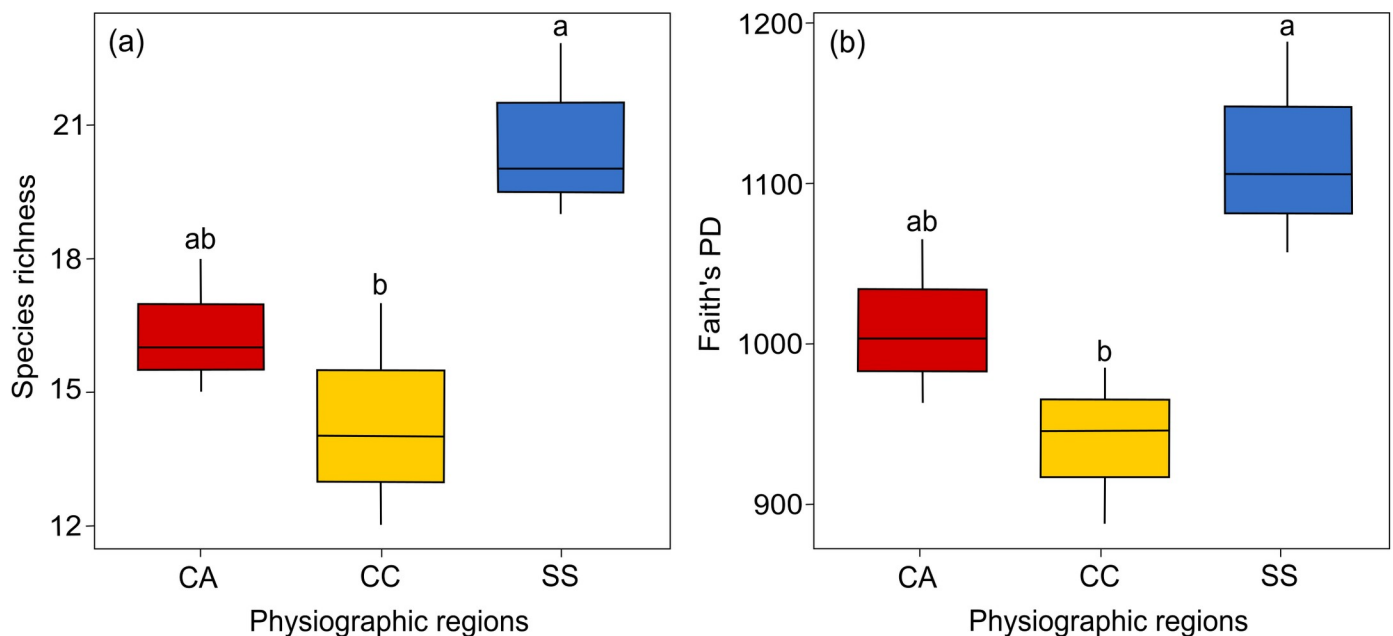 (a)
a
ab
b
21
18
15
12
Species richness
CA
CC
SS
Physiographic regions
(b)
a
ab
b
1200
1100
1000
900
Faith's PD
CA
CC
SS
Physiographic regions